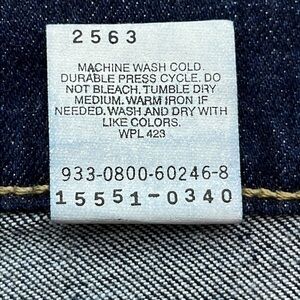 2563
MACHINE WASH COLD.
DURABLE PRESS CYCLE. DO
NOT BLEACH. TUMBLE DRY
MEDIUM. WARM IRON IF
NEEDED. WASH AND DRY WITH
LIKE COLORS.
WPL 423
933-0800-60246-8
15551-0340